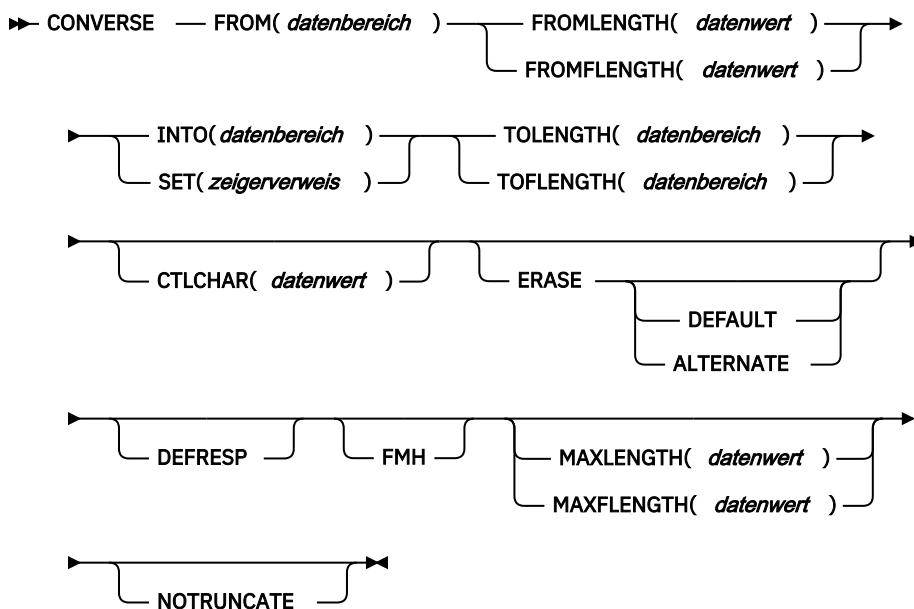 CONVERSE FROM( datenbereich ) FROMLENGTH( datenwert )
FROMFLENGTH( datenwert )
INTO( datenbereich ) TOLENGTH( datenbereich )
SET( zeigerverweis ) TOFLENGTH( datenbereich )
CTLCHAR( datenwert ) ERASE
DEFAULT
ALTERNATE
DEFRESP FMH MAXLENGTH( datenwert )
MAXFLENGTH( datenwert )
NOTRUNCATE